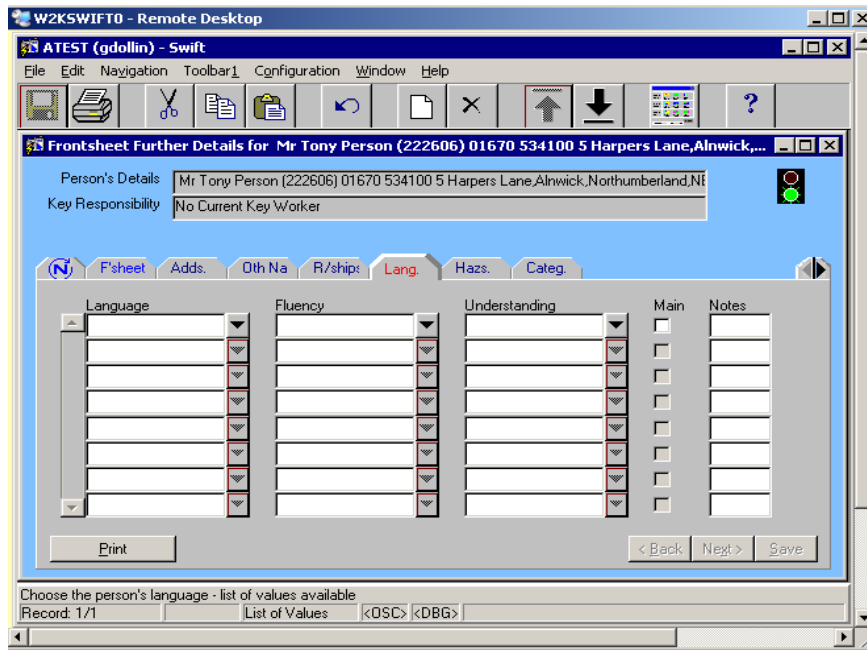 W2KSWIFT0 - Remote Desktop
ATEST (gdollin) - Swift
File Edit Navigation Toolbar1 Configuration Window Help
?
Frontsheet Further Details for Mr Tony Person (222606) 01670 534100 5 Harpers Lane,Alnwick,...
Person's Details Mr Tony Person (222606) 01670 534100 5 Harpers Lane,Alnwick,Northumberland,NE
Key Responsibility No Current Key Worker
N F'sheet Adds. Oth Na R/ships Lang. Hazs. Categ.
Language Fluency Understanding Main Notes
Print < Back Next > Save
Choose the person's language - list of values available
Record: 1/1 List of Values <OSC> <DBG>